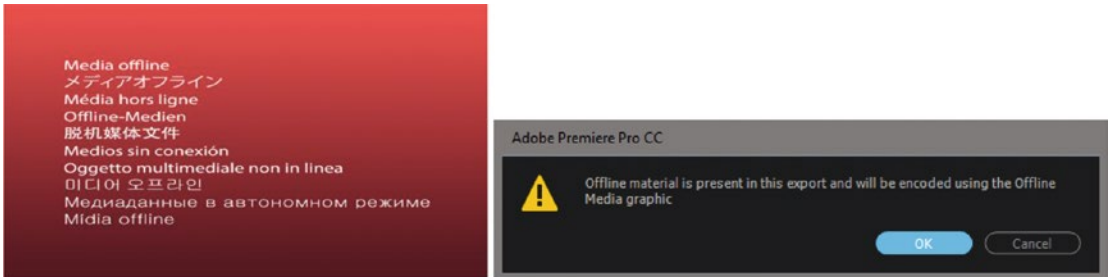 Media offline
メディアオフライン
Média hors ligne
Offline-Medien
脱机媒体文件
Medios sin conexión
Oggetto multimediale non in linea
미디어 오프라인
Медиаданные в автономном режиме
Mídia offline
Adobe Premiere Pro CC
Offline material is present in this export and will be encoded using the Offline
Media graphic
OK
Cancel